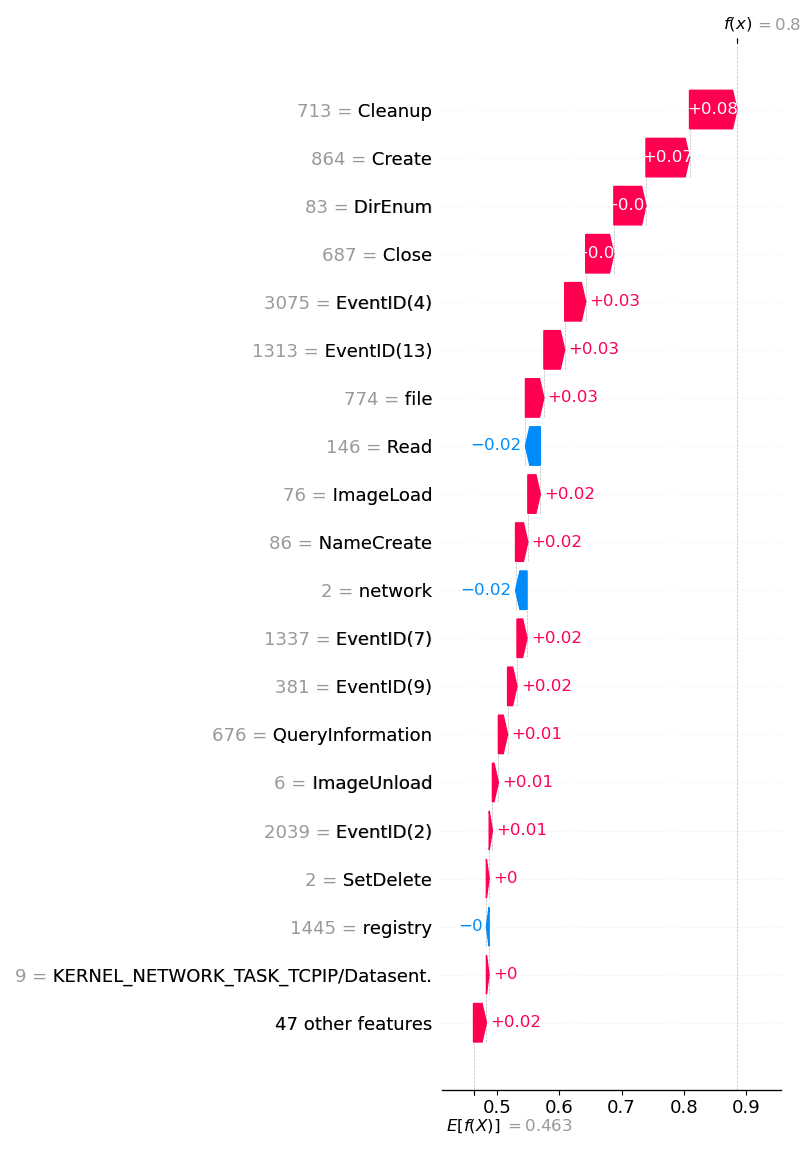 f(x) = 0.8
713 = Cleanup +0.08
864 = Create +0.07
83 = DirEnum
687 = Close
3075 = EventID(4) +0.03
1313 = EventID(13) +0.03
774 = file +0.03
146 = Read −0.02
76 = ImageLoad +0.02
86 = NameCreate +0.02
2 = network −0.02
1337 = EventID(7) +0.02
381 = EventID(9) +0.02
676 = QueryInformation +0.01
6 = ImageUnload +0.01
2039 = EventID(2) +0.01
2 = SetDelete +0
1445 = registry −0
9 = KERNEL_NETWORK_TASK_TCPIP/Datasent. +0
47 other features +0.02
0.5 0.6 0.7 0.8 0.9
E[f(X)] = 0.463